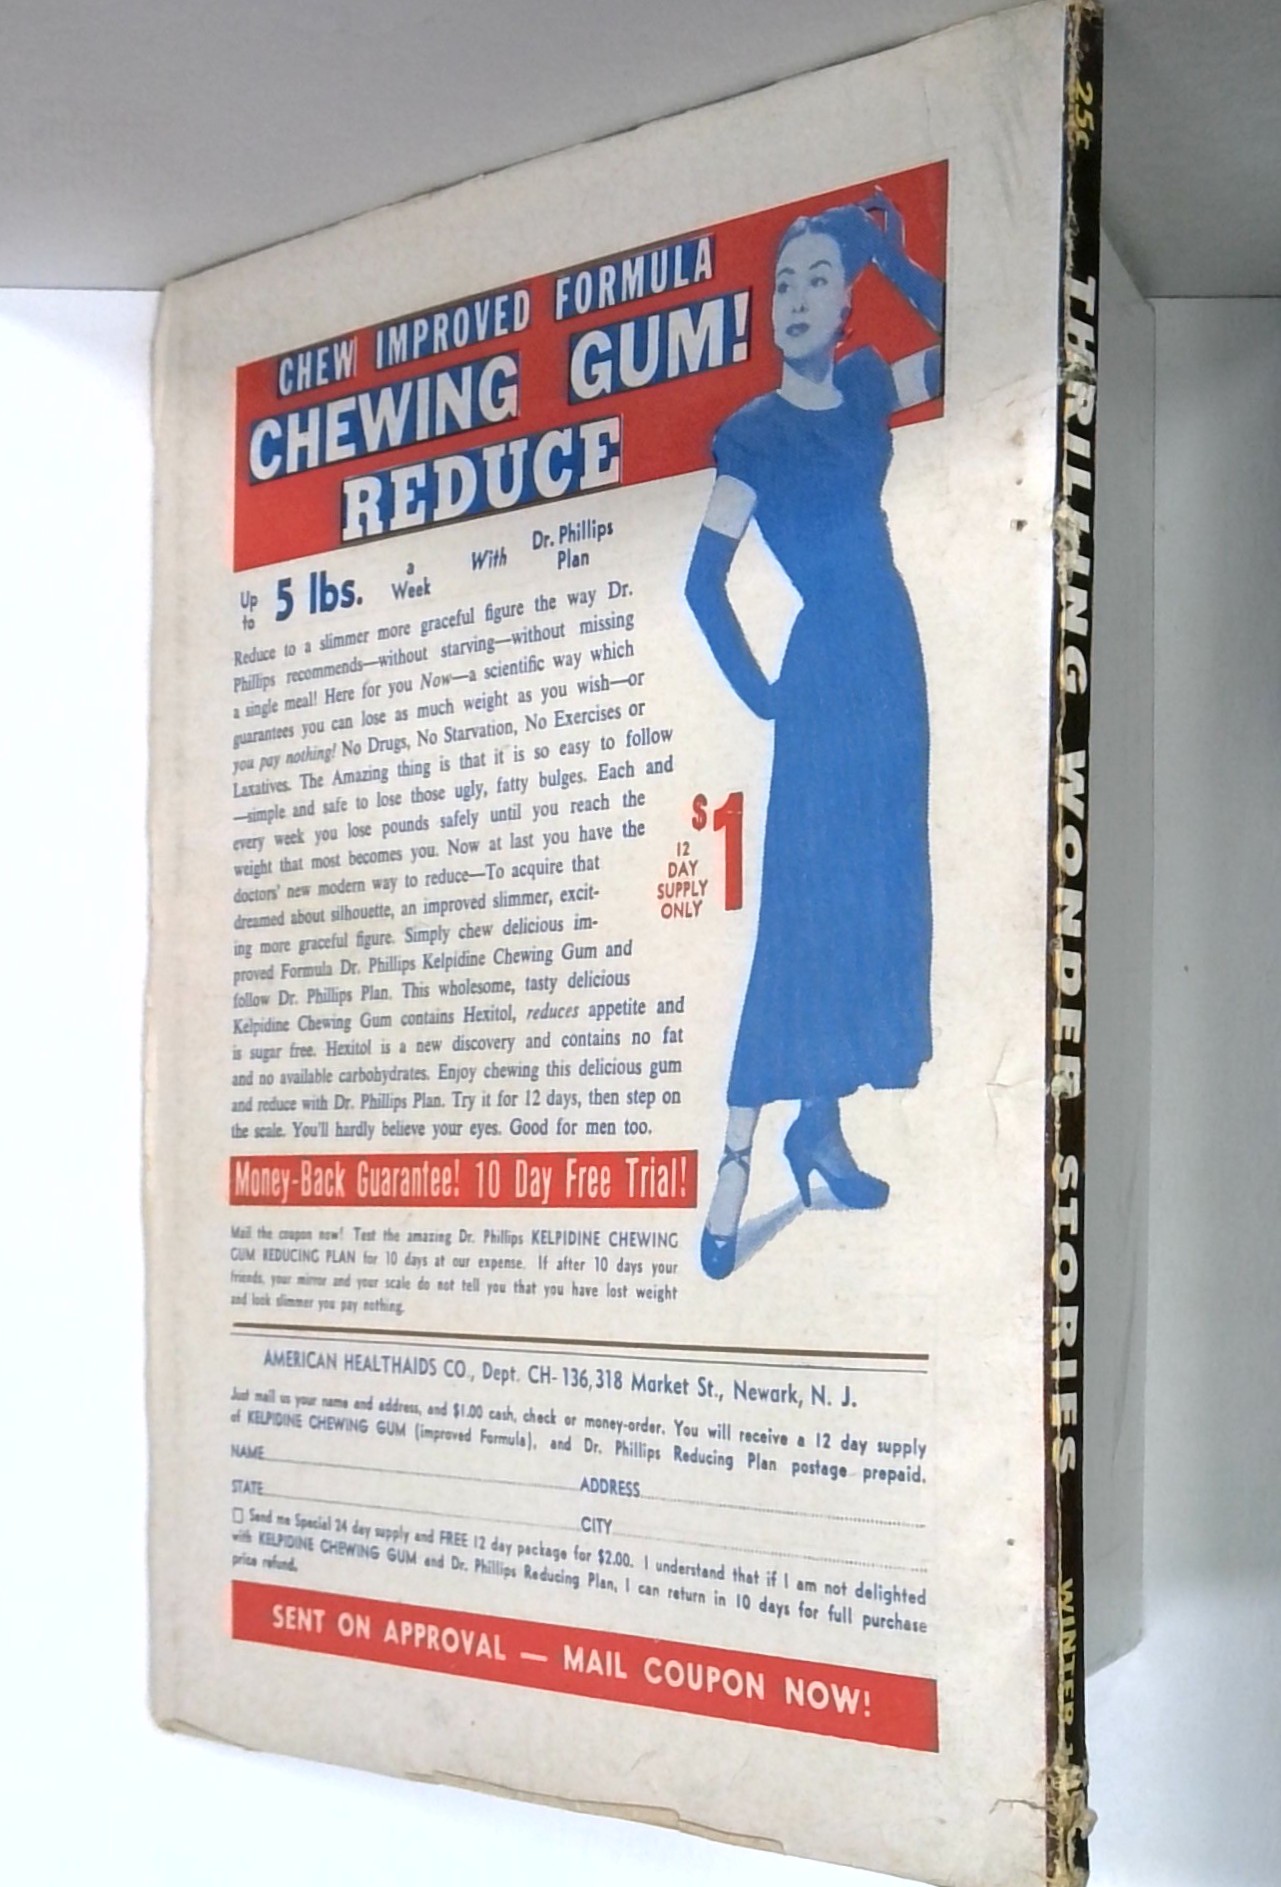 CHEW IMPROVED FORMULA
CHEWING GUM!
REDUCE
Up to 5 lbs. a Week With Dr. Phillips Plan
Reduce to a slimmer more graceful figure the way Dr.
Phillips recommends—without starving—without missing
a single meal! Here for you Now—a scientific way which
guarantees you can lose as much weight as you wish—or
you pay nothing! No Drugs, No Starvation, No Exercises or
Laxatives. The Amazing thing is that it is so easy to follow
—simple and safe to lose those ugly, fatty bulges. Each and
every week you lose pounds safely until you reach the
weight that most becomes you. Now at last you have the
doctors' new modern way to reduce—To acquire that
dreamed about silhouette, an improved slimmer, excit-
ing more graceful figure. Simply chew delicious im-
proved Formula Dr. Phillips Kelpidine Chewing Gum and
follow Dr. Phillips Plan. This wholesome, tasty delicious
Kelpidine Chewing Gum contains Hexitol, reduces appetite and
is sugar free. Hexitol is a new discovery and contains no fat
and no available carbohydrates. Enjoy chewing this delicious gum
and reduce with Dr. Phillips Plan. Try it for 12 days, then step on
the scale. You'll hardly believe your eyes. Good for men too.
$1
12
DAY
SUPPLY
ONLY
Money-Back Guarantee! 10 Day Free Trial!
Mail the coupon now! Test the amazing Dr. Phillips KELPIDINE CHEWING
GUM REDUCING PLAN for 10 days at our expense. If after 10 days your
friends, your mirror and your scale do not tell you that you have lost weight
and look slimmer you pay nothing.
AMERICAN HEALTHAIDS CO., Dept. CH-136, 318 Market St., Newark, N. J.
Just mail us your name and address, and $1.00 cash, check or money-order. You will receive a 12 day supply
of KELPIDINE CHEWING GUM (improved Formula), and Dr. Phillips Reducing Plan postage prepaid.
NAME ADDRESS
STATE CITY
Send me Special 24 day supply and FREE 12 day package for $2.00. I understand that if I am not delighted
with KELPIDINE CHEWING GUM and Dr. Phillips Reducing Plan, I can return in 10 days for full purchase
price refund.
SENT ON APPROVAL — MAIL COUPON NOW!
25c THRILLING WONDER STORIES WINTER